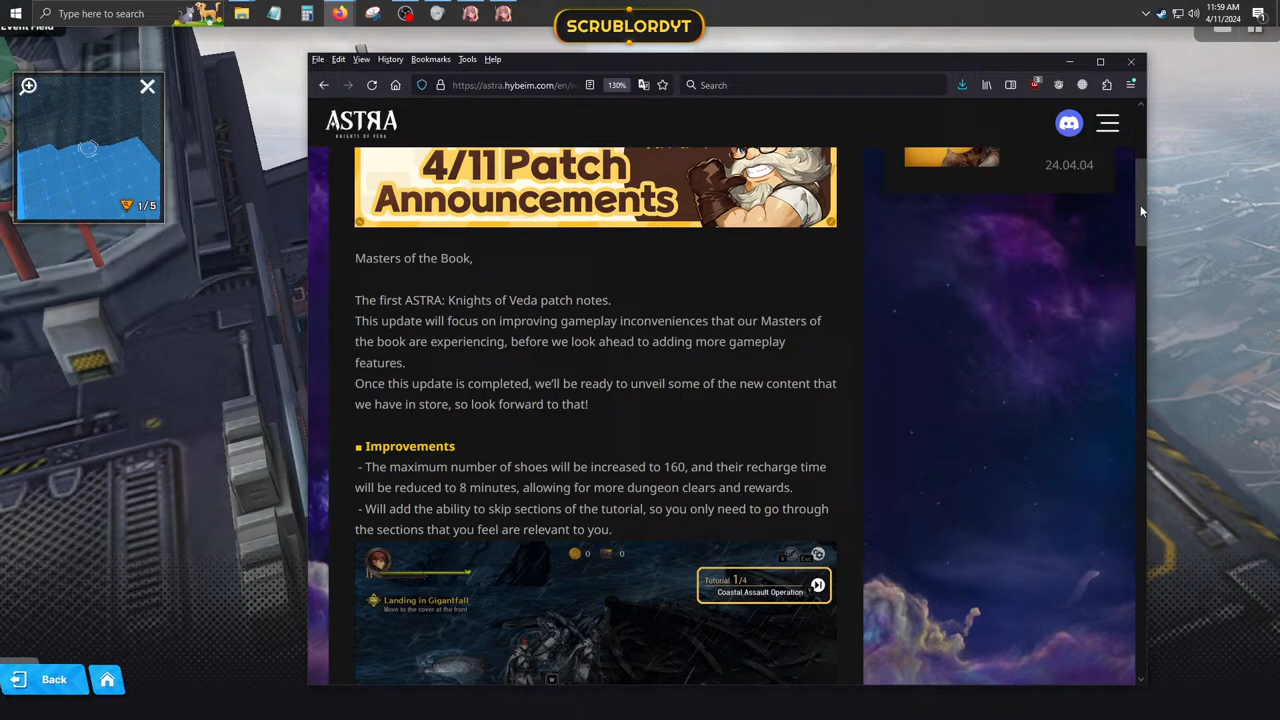 Type here to search
SCRUBLORDYT
11:59 AM
4/11/2024
1
Event Field
File Edit View History Bookmarks Tools Help
https://astra.hybeim.com/en/n
130%
Search
3
1/5
ASTRA
KNIGHTS OF VEDA
4/11 Patch
Announcements
24.04.04
Masters of the Book,
The first ASTRA: Knights of Veda patch notes.
This update will focus on improving gameplay inconveniences that our Masters of
the book are experiencing, before we look ahead to adding more gameplay
features.
Once this update is completed, we'll be ready to unveil some of the new content that
we have in store, so look forward to that!
■ Improvements
- The maximum number of shoes will be increased to 160, and their recharge time
will be reduced to 8 minutes, allowing for more dungeon clears and rewards.
- Will add the ability to skip sections of the tutorial, so you only need to go through
the sections that you feel are relevant to you.
0 0
V Esc
Tutorial 1/4
Coastal Assault Operation
Landing in Gigantfall
Move to the cover at the front
W
Back